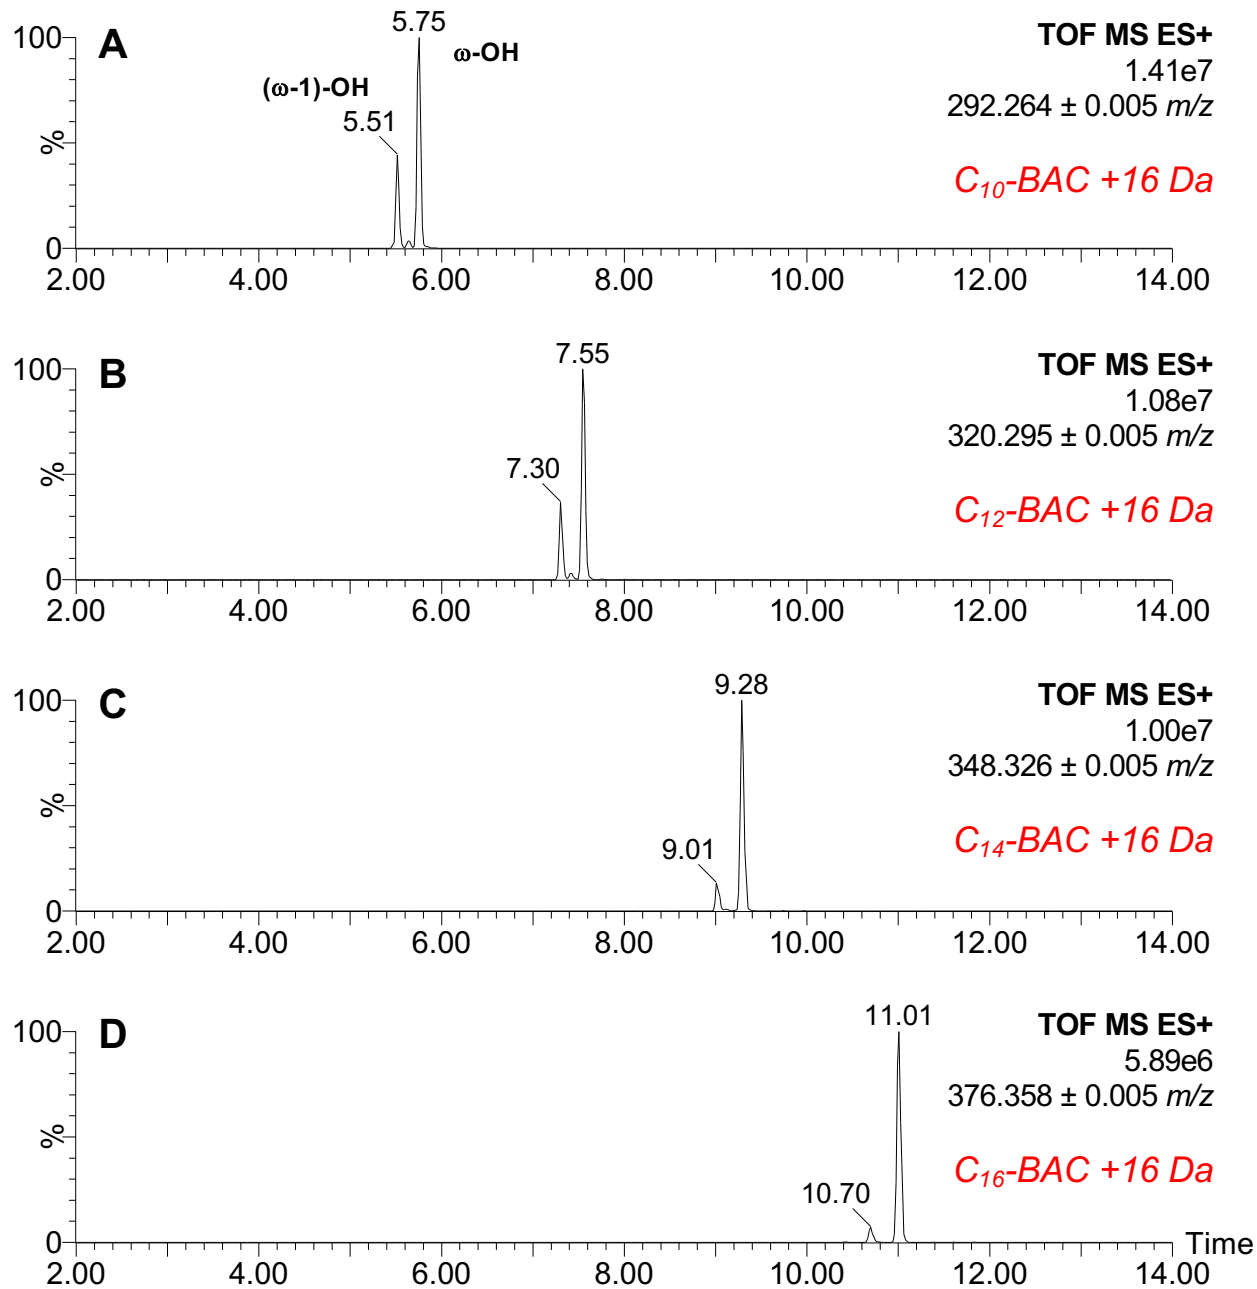 A
5.75
ω-OH
(ω-1)-OH
5.51
TOF MS ES+
1.41e7
292.264 ± 0.005 m/z
C₁₀-BAC +16 Da
100
%
0
2.00 4.00 6.00 8.00 10.00 12.00 14.00
B
7.55
7.30
TOF MS ES+
1.08e7
320.295 ± 0.005 m/z
C₁₂-BAC +16 Da
100
%
0
2.00 4.00 6.00 8.00 10.00 12.00 14.00
C
9.28
9.01
TOF MS ES+
1.00e7
348.326 ± 0.005 m/z
C₁₄-BAC +16 Da
100
%
0
2.00 4.00 6.00 8.00 10.00 12.00 14.00
D
11.01
10.70
TOF MS ES+
5.89e6
376.358 ± 0.005 m/z
C₁₆-BAC +16 Da
100
%
0
Time
2.00 4.00 6.00 8.00 10.00 12.00 14.00